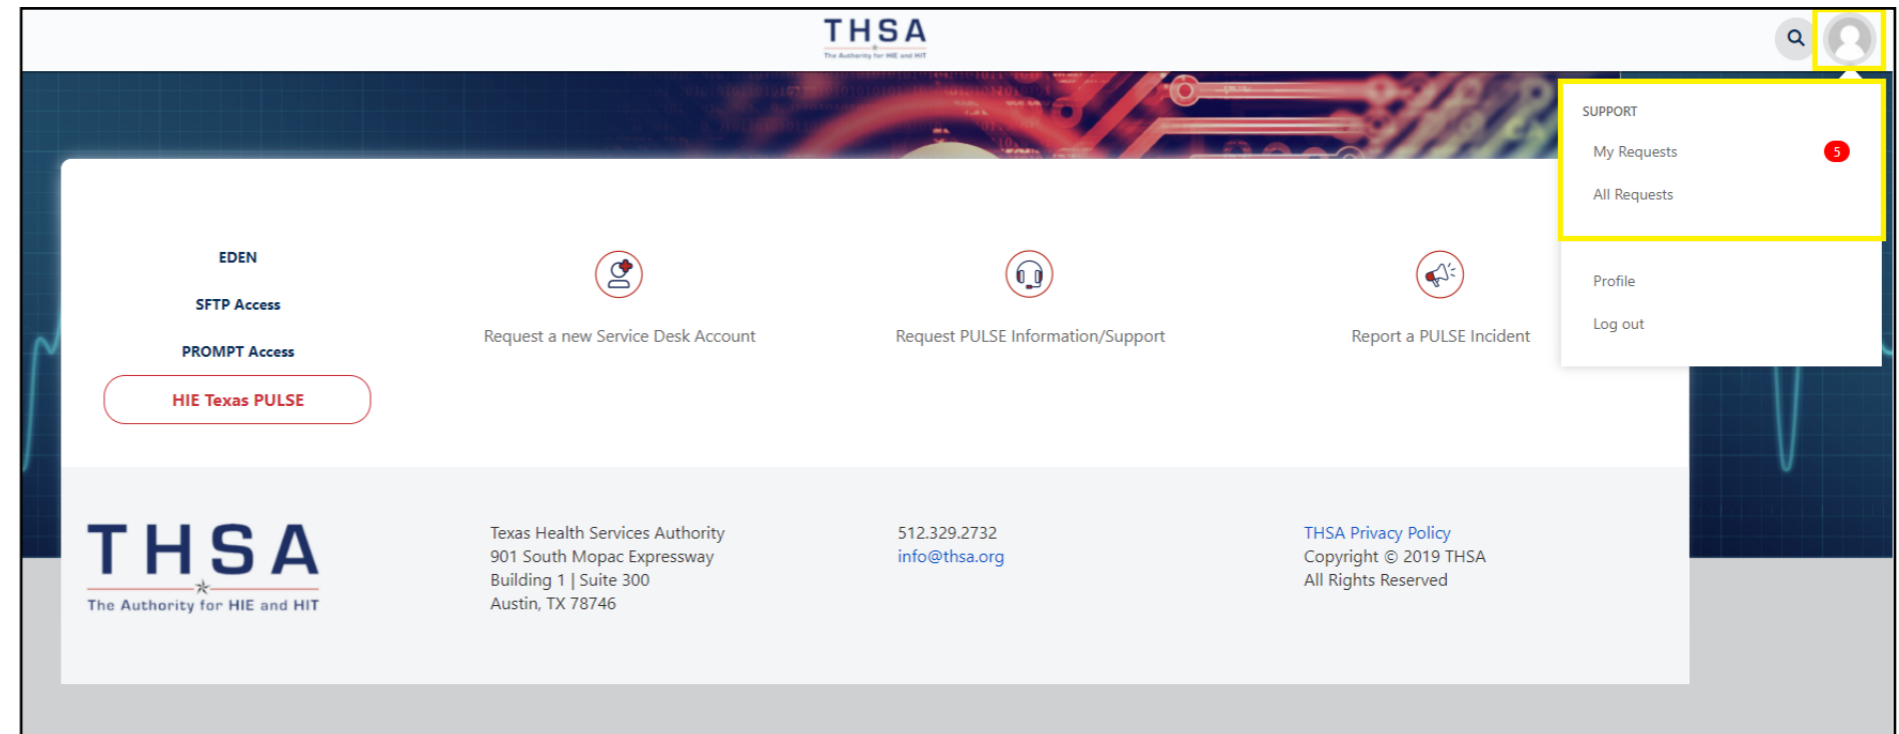 THSA
The Authority for HIE and HIT
SUPPORT
My Requests 5
All Requests
Profile
Log out
EDEN
SFTP Access
PROMPT Access
HIE Texas PULSE
Request a new Service Desk Account
Request PULSE Information/Support
Report a PULSE Incident
THSA
The Authority for HIE and HIT
Texas Health Services Authority
901 South Mopac Expressway
Building 1 | Suite 300
Austin, TX 78746
512.329.2732
info@thsa.org
THSA Privacy Policy
Copyright © 2019 THSA
All Rights Reserved